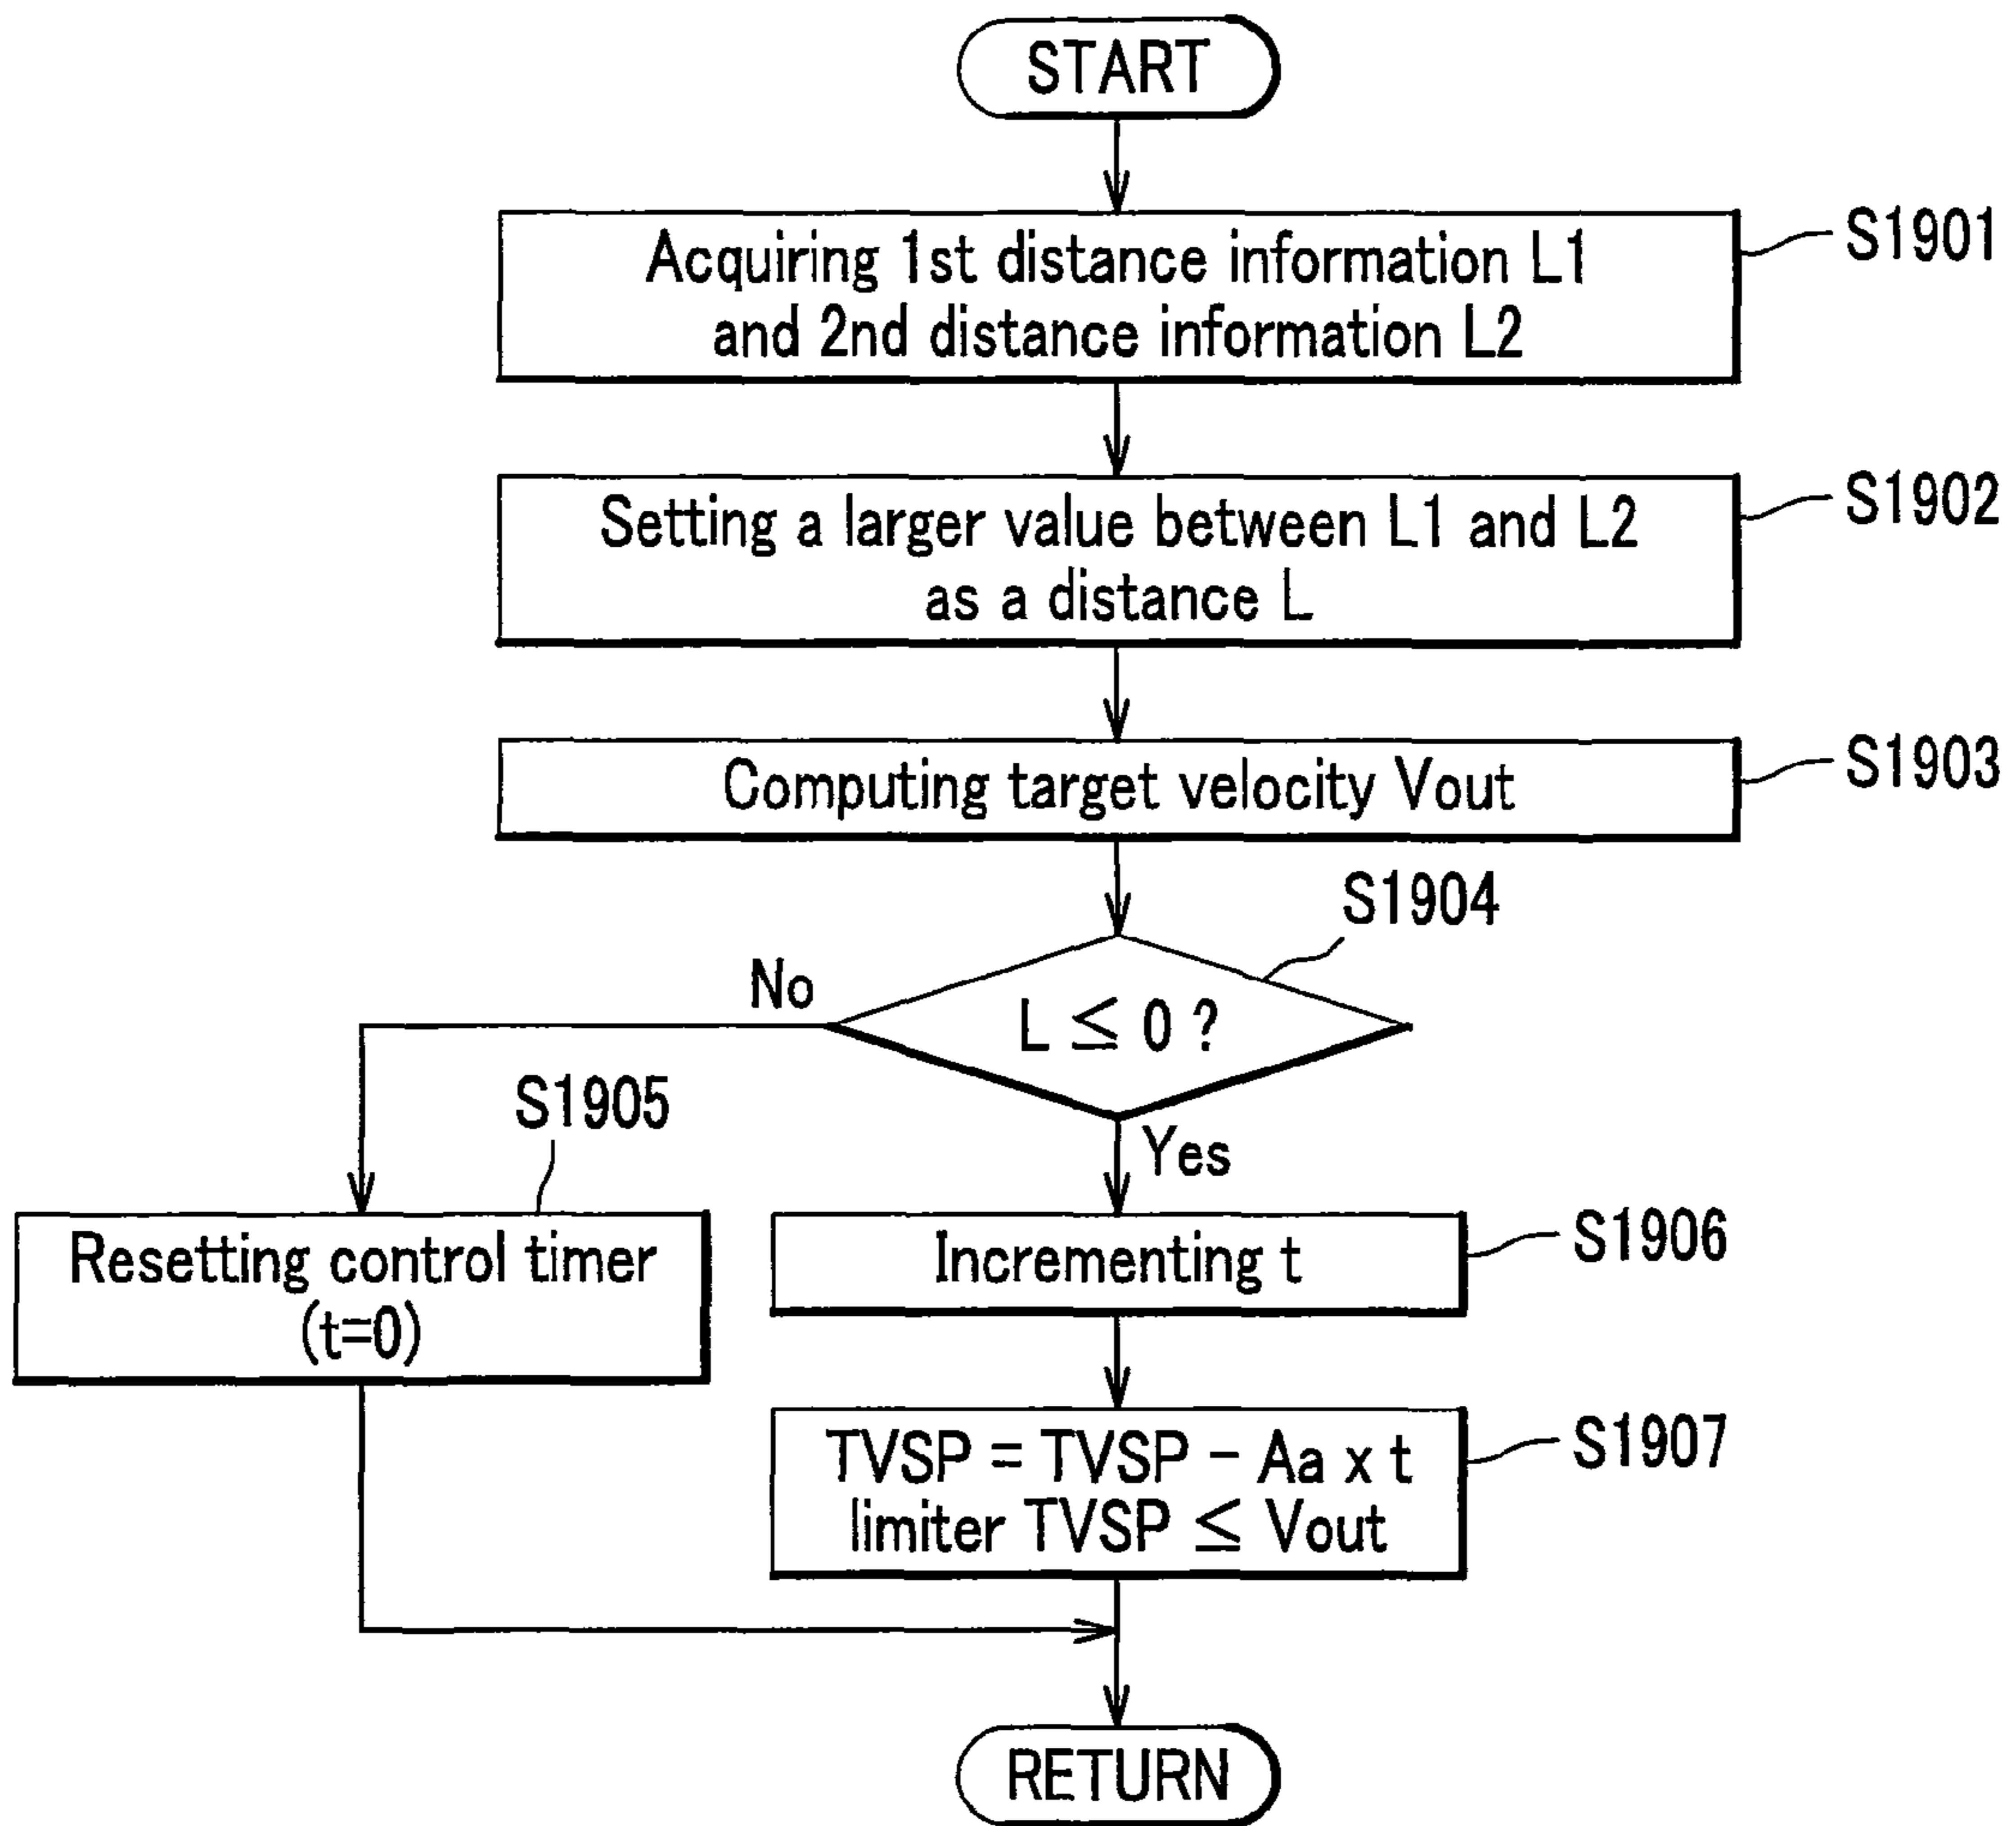 START
Acquiring 1st distance information L1
and 2nd distance information L2
S1901
Setting a larger value between L1 and L2
as a distance L
S1902
Computing target velocity Vout
S1903
S1904
L ≦ 0 ?
No
Yes
S1905
Resetting control timer
(t=0)
Incrementing t
S1906
TVSP = TVSP - Aa x t
limiter TVSP ≦ Vout
S1907
RETURN